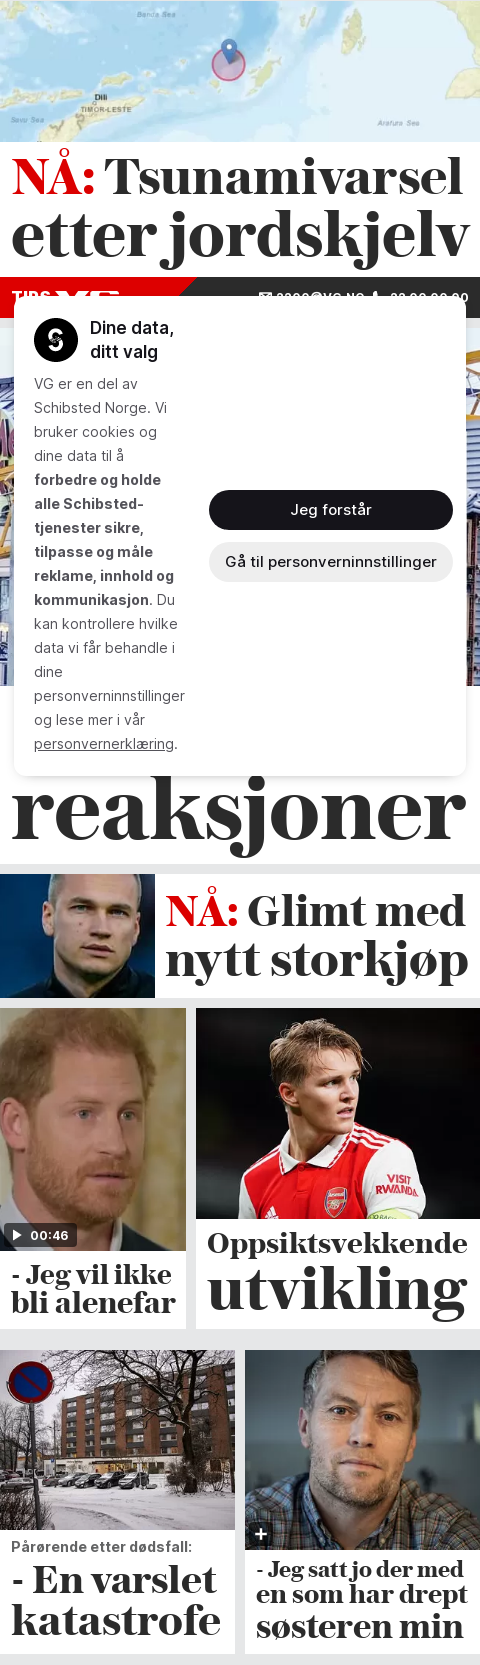 Banda Sea
Dili
TIMOR-LESTE
Savu Sea
Arafura Sea
NÅ: Tsunamivarsel
etter jordskjelv
TIPS VG
Dine data,
ditt valg
VG er en del av
Schibsted Norge. Vi
bruker cookies og
dine data til å
forbedre og holde
alle Schibsted-
tjenester sikre,
tilpasse og måle
reklame, innhold og
kommunikasjon. Du
kan kontrollere hvilke
data vi får behandle i
dine
personverninnstillinger
og lese mer i vår
personvernerklæring.
Jeg forstår
Gå til personverninnstillinger
reaksjoner
NÅ: Glimt med
nytt storkjøp
00:46
- Jeg vil ikke
bli alenefar
VISIT
RWANDA
Arsenal
Oppsiktsvekkende
utvikling
Pårørende etter dødsfall:
- En varslet
katastrofe
- Jeg satt jo der med
en som har drept
søsteren min